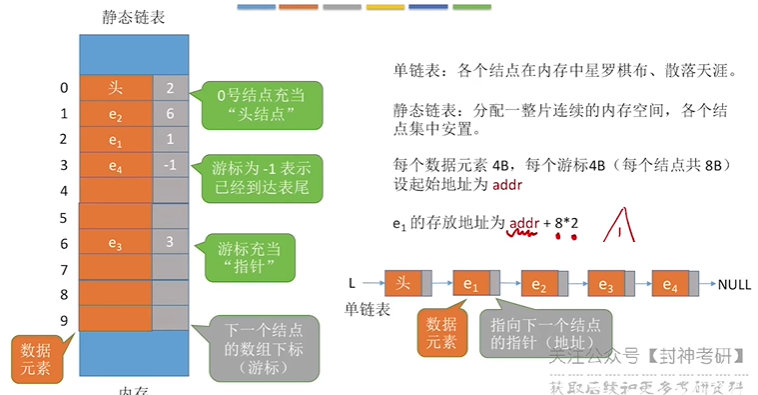 静态链表
0 头 2
1 e2 6
2 e1 1
3 e4 -1
4
5
6 e3 3
7
8
9
内存
数据
元素
0号结点充当
“头结点”
游标为 -1 表示
已经到达表尾
游标充当
“指针”
下一个结点
的数组下标
（游标）
单链表：各个结点在内存中星罗棋布、散落天涯。
静态链表：分配一整片连续的内存空间，各个结
点集中安置。
每个数据元素 4B，每个游标4B（每个结点共 8B）
设起始地址为 addr
e1 的存放地址为 addr + 8*2
L 头 e1 e2 e3 e4 NULL
单链表
数据
元素
指向下一个结点
的指针（地址）
关注公众号【封神考研】
获取后续和更多考研资料